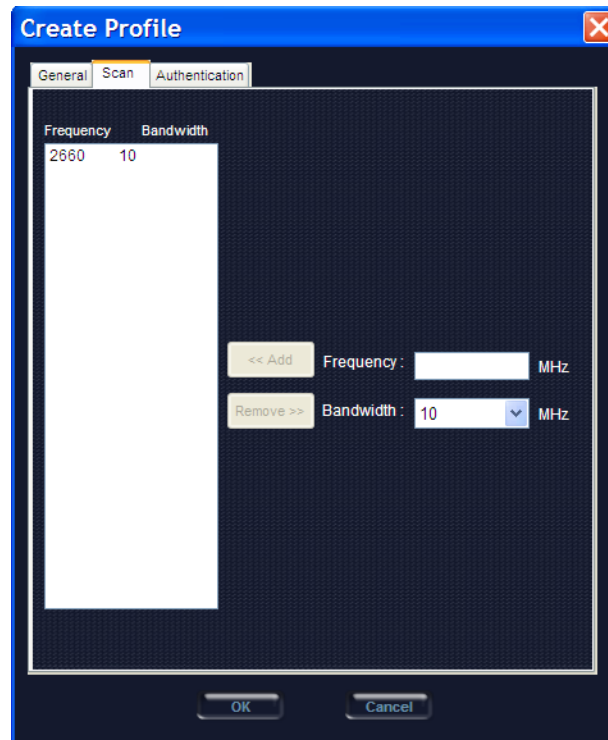 Create Profile
General Scan Authentication
Frequency Bandwidth
2660 10
<< Add Frequency : MHz
Remove >> Bandwidth : 10 MHz
OK Cancel